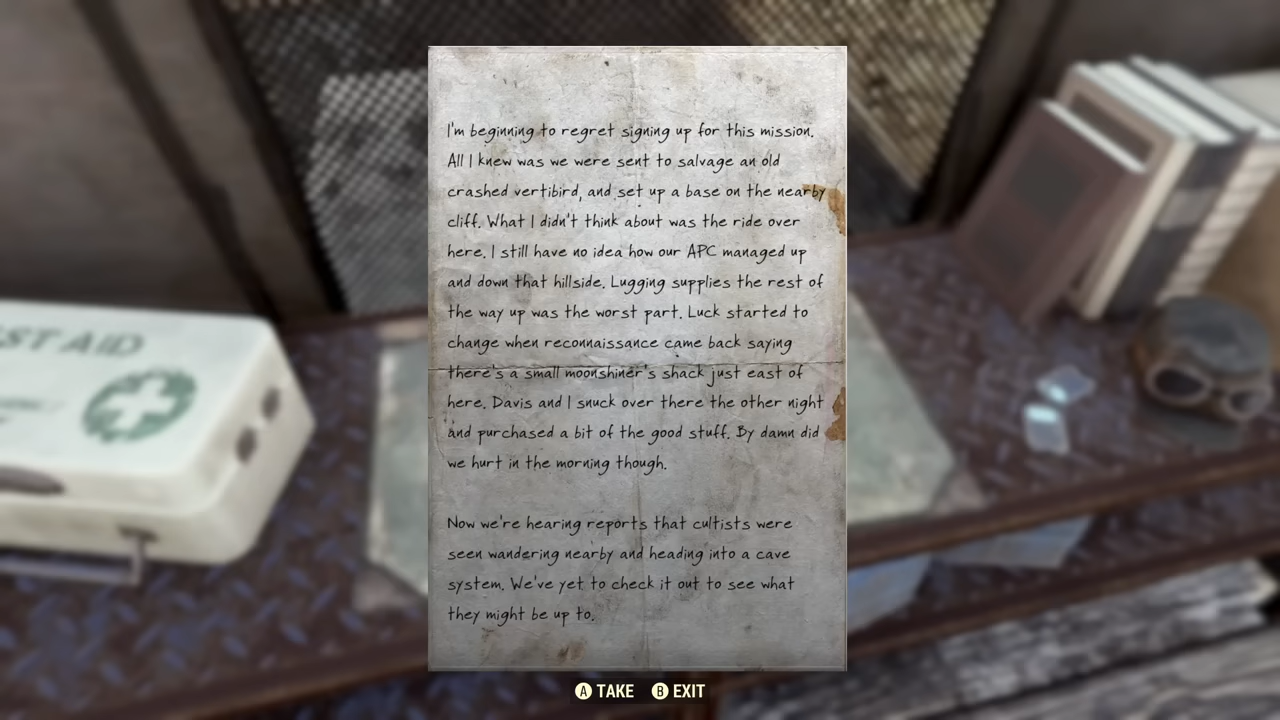 I'm beginning to regret signing up for this mission.
All I knew was we were sent to salvage an old
crashed vertibird, and set up a base on the nearby
cliff. What I didn't think about was the ride over
here. I still have no idea how our APC managed up
and down that hillside. Lugging supplies the rest of
the way up was the worst part. Luck started to
change when reconnaissance came back saying
there's a small moonshiner's shack just east of
here. Davis and I snuck over there the other night
and purchased a bit of the good stuff. By damn did
we hurt in the morning though.
Now we're hearing reports that cultists were
seen wandering nearby and heading into a cave
system. We've yet to check it out to see what
they might be up to.
ST AID
A TAKE B EXIT